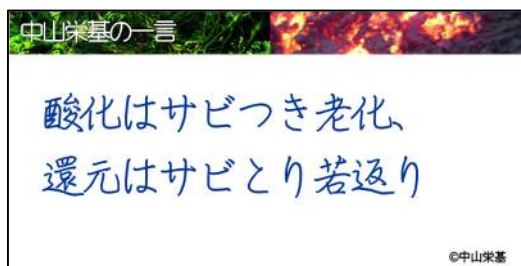 中山栄基の一言
酸化はサビつき老化、
還元はサビとり若返り
©中山栄基